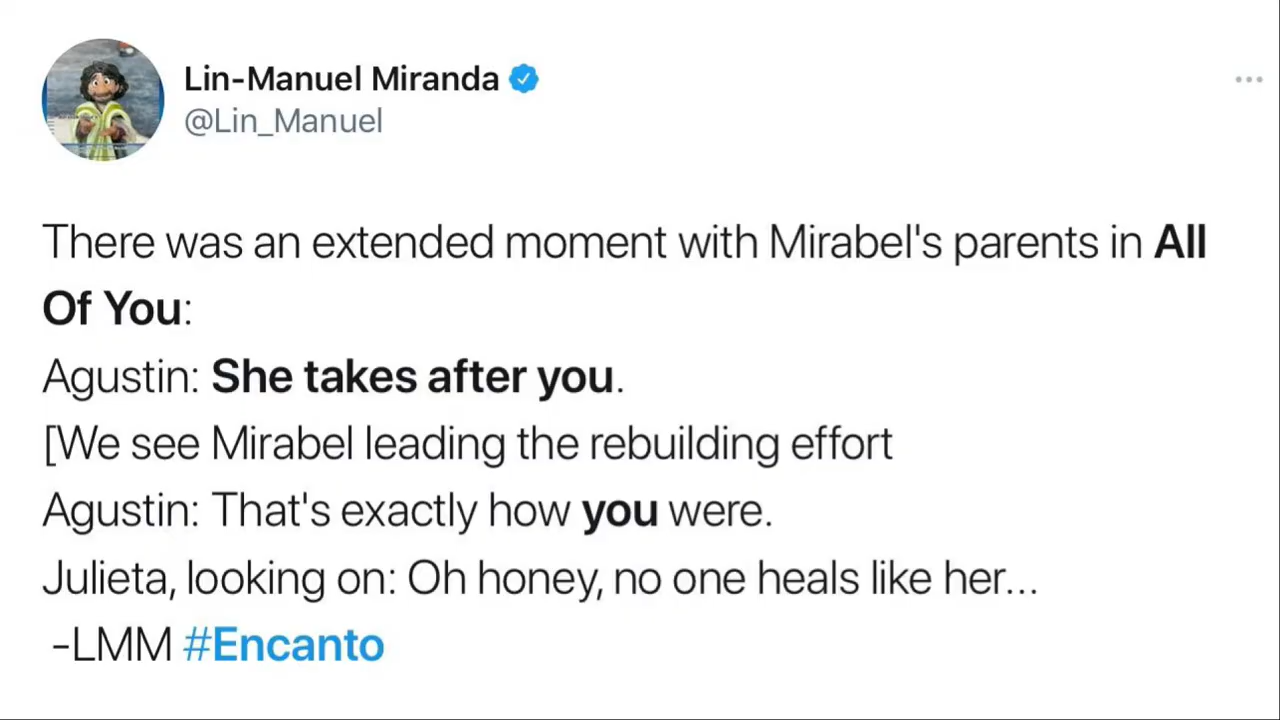 Lin-Manuel Miranda
@Lin_Manuel
There was an extended moment with Mirabel's parents in All
Of You:
Agustin: She takes after you.
[We see Mirabel leading the rebuilding effort
Agustin: That's exactly how you were.
Julieta, looking on: Oh honey, no one heals like her...
-LMM #Encanto